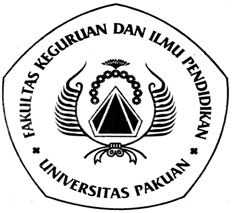 FAKULTAS KEGURUAN DAN ILMU PENDIDIKAN
UNIVERSITAS PAKUAN